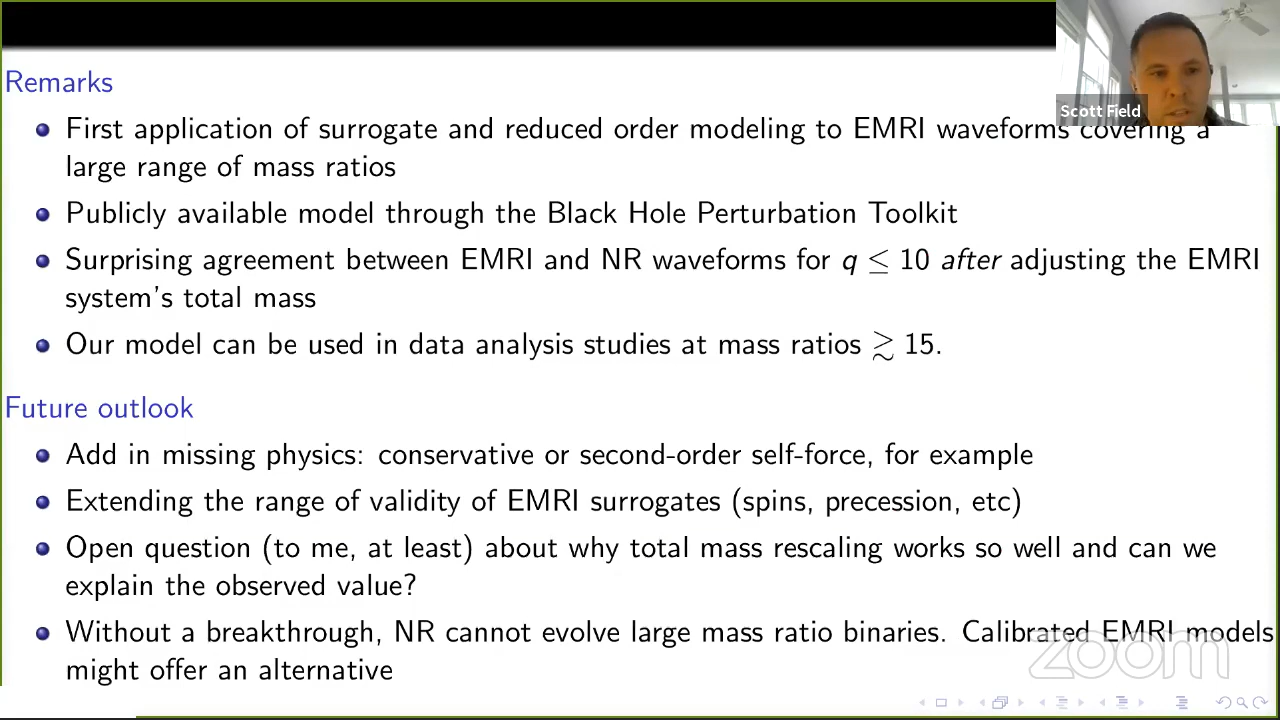 Scott Field
Remarks
First application of surrogate and reduced order modeling to EMRI waveforms covering a
large range of mass ratios
Publicly available model through the Black Hole Perturbation Toolkit
Surprising agreement between EMRI and NR waveforms for q ≤ 10 after adjusting the EMRI
system's total mass
Our model can be used in data analysis studies at mass ratios ≳ 15.
Future outlook
Add in missing physics: conservative or second-order self-force, for example
Extending the range of validity of EMRI surrogates (spins, precession, etc)
Open question (to me, at least) about why total mass rescaling works so well and can we
explain the observed value?
Without a breakthrough, NR cannot evolve large mass ratio binaries. Calibrated EMRI models
might offer an alternative
zoom